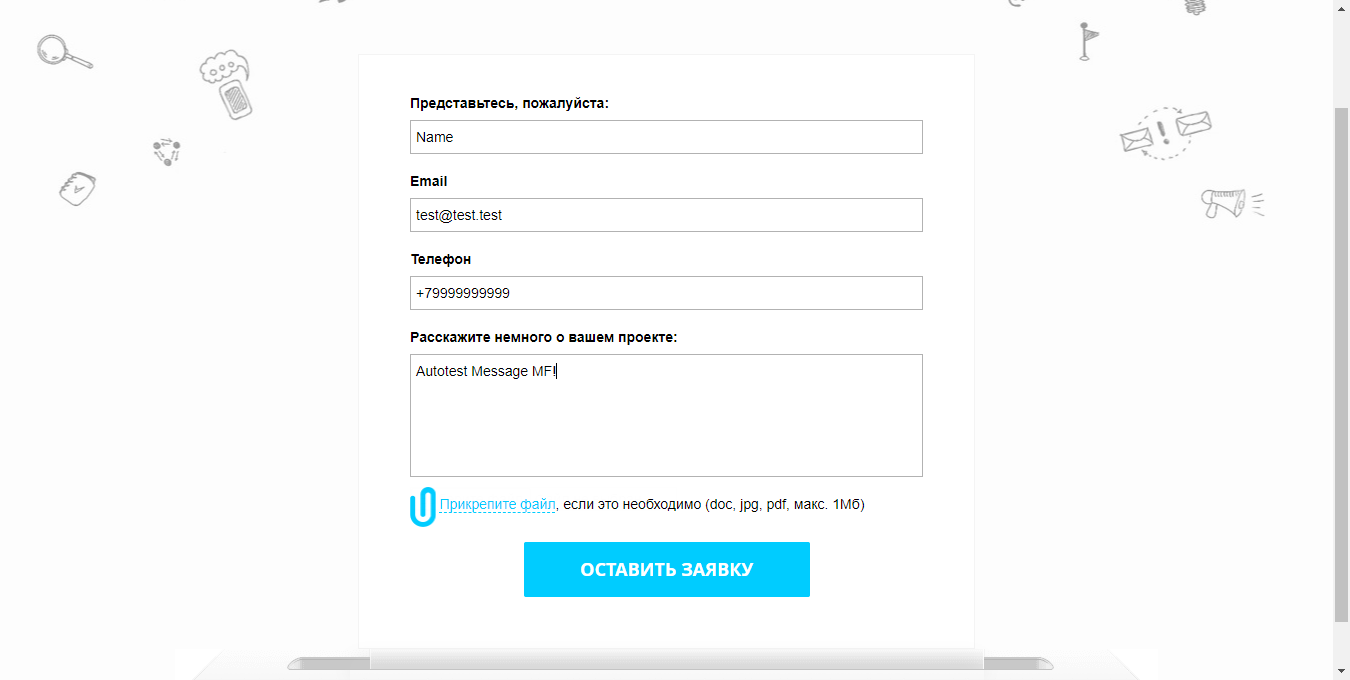 Представьтесь, пожалуйста:
Name
Email
test@test.test
Телефон
+79999999999
Расскажите немного о вашем проекте:
Autotest Message MF!
Прикрепите файл, если это необходимо (doc, jpg, pdf, макс. 1Мб)
ОСТАВИТЬ ЗАЯВКУ